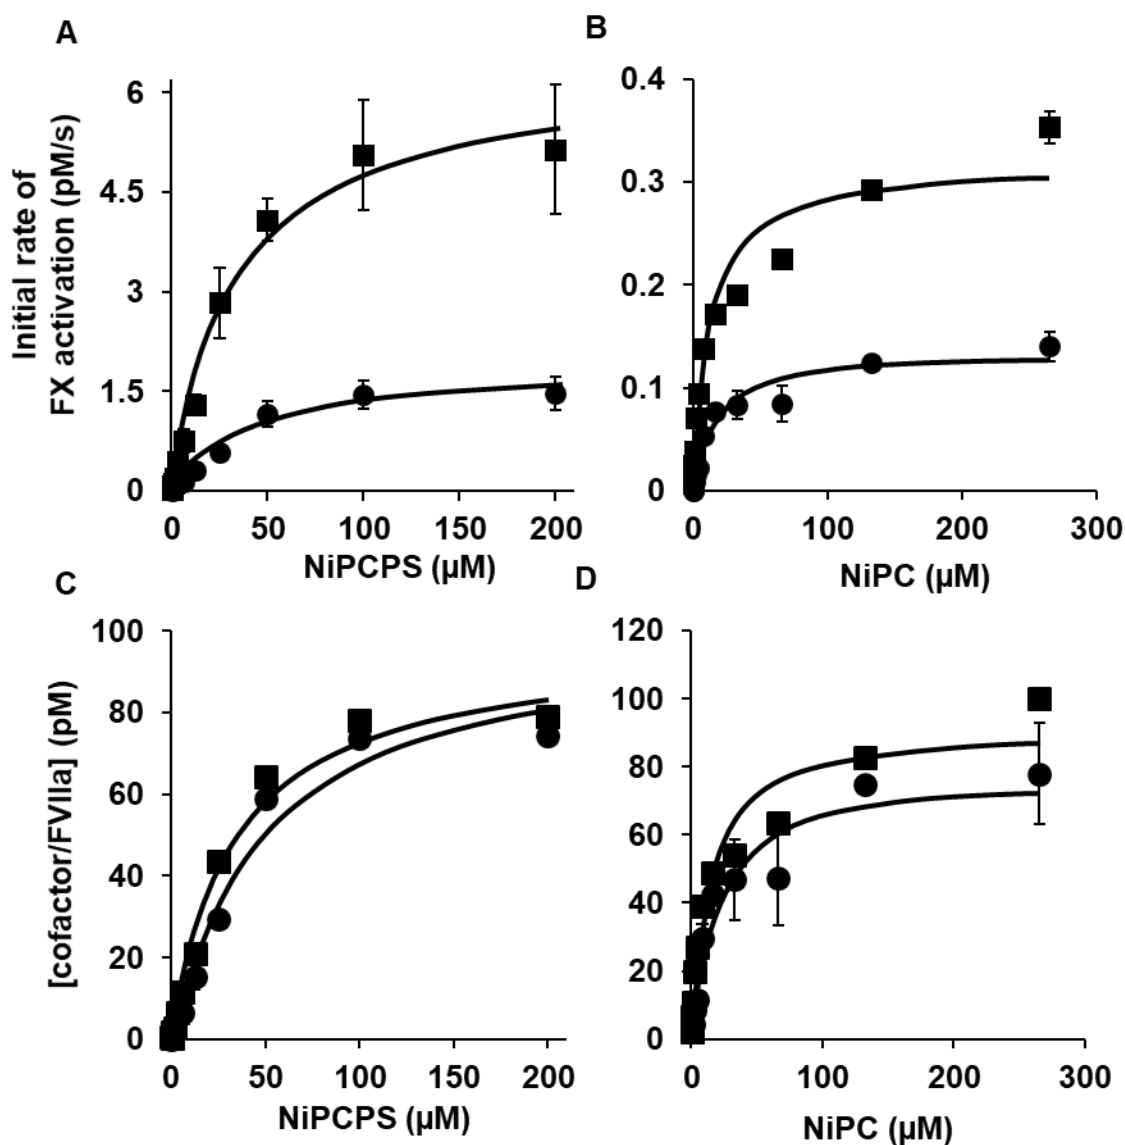 A
B
Initial rate of
FX activation (pM/s)
6
4.5
3
1.5
0
0 50 100 150 200
NiPCPS (µM)
0.4
0.3
0.2
0.1
0
0 100 200 300
NiPC (µM)
C
D
[cofactor/FVIIa] (pM)
100
80
60
40
20
0
0 50 100 150 200
NiPCPS (µM)
120
100
80
60
40
20
0
0 100 200 300
NiPC (µM)